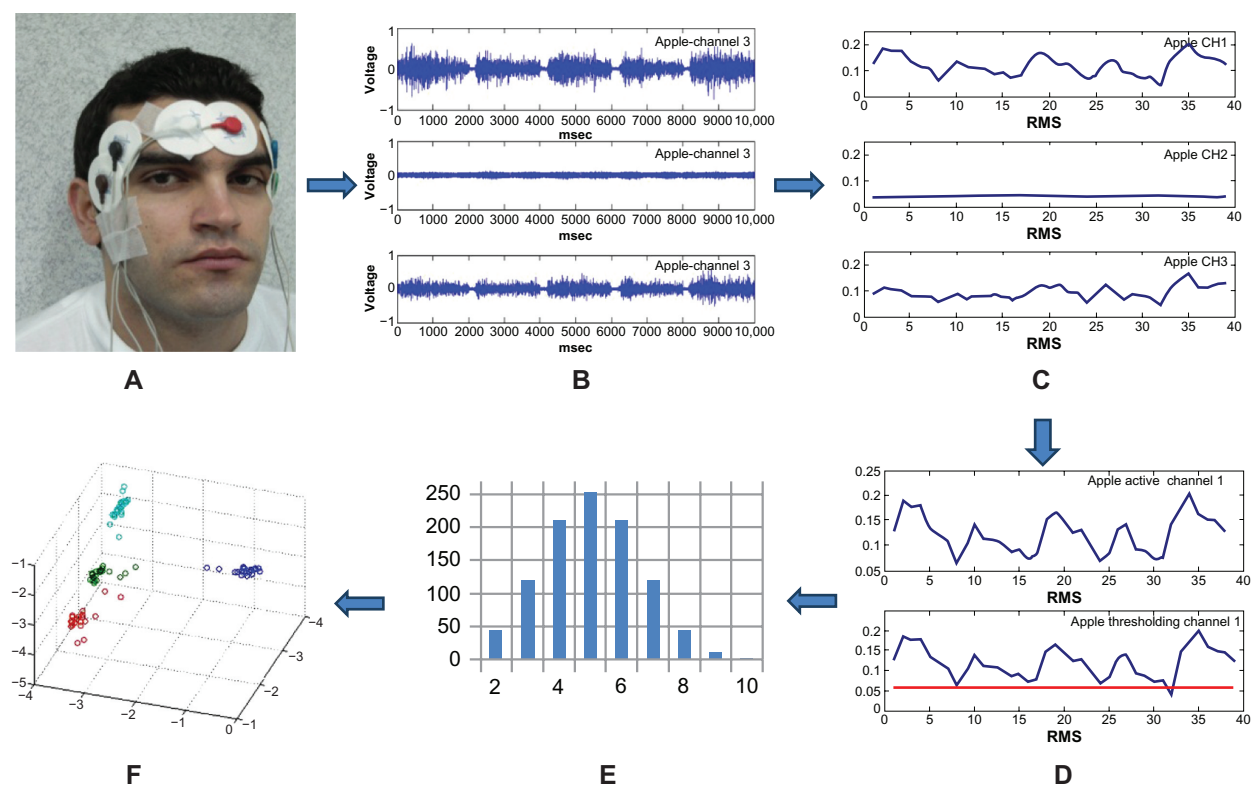 1
0
−1
Voltage
Apple-channel 3
0 1000 2000 3000 4000 5000 6000 7000 8000 9000 10,000
msec
1
0
−1
Voltage
Apple-channel 3
0 1000 2000 3000 4000 5000 6000 7000 8000 9000 10,000
msec
1
0
−1
Voltage
Apple-channel 3
0 1000 2000 3000 4000 5000 6000 7000 8000 9000 10,000
msec
0.2
0.1
0
Apple CH1
0 5 10 15 20 25 30 35 40
RMS
0.2
0.1
0
Apple CH2
0 5 10 15 20 25 30 35 40
RMS
0.2
0.1
0
Apple CH3
0 5 10 15 20 25 30 35 40
RMS
A
B
C
−1
−2
−3
−4
−5
−4
−3
−2
−1
0
−4
−3
−2
−1
250
200
150
100
50
0
2 4 6 8 10
0.25
0.2
0.15
0.1
0.05
Apple active channel 1
0 5 10 15 20 25 30 35 40
0.2
0.15
0.1
0.05
0
Apple thresholding channel 1
0 5 10 15 20 25 30 35 40
RMS
F
E
D